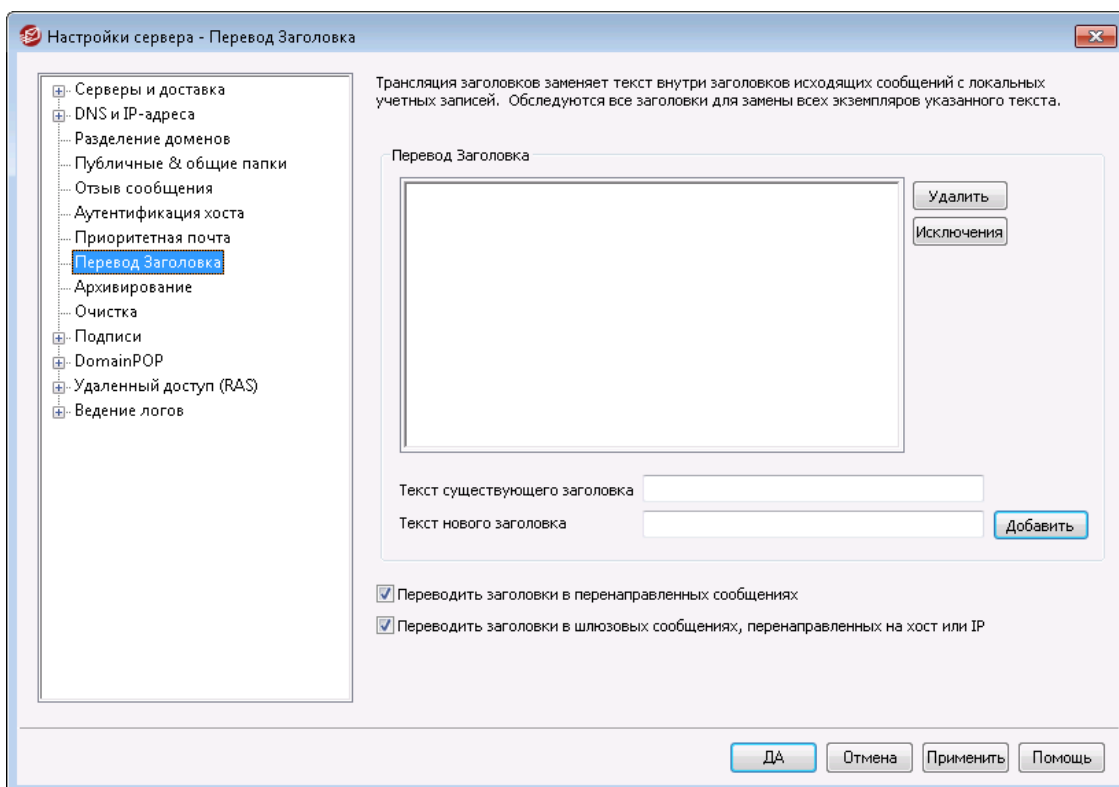 Настройки сервера - Перевод Заголовка
Серверы и доставка
DNS и IP-адреса
Разделение доменов
Публичные & общие папки
Отзыв сообщения
Аутентификация хоста
Приоритетная почта
Перевод Заголовка
Архивирование
Очистка
Подписи
DomainPOP
Удаленный доступ (RAS)
Ведение логов
Трансляция заголовков заменяет текст внутри заголовков исходящих сообщений с локальных
учетных записей. Обследуются все заголовки для замены всех экземпляров указанного текста.
Перевод Заголовка
Удалить
Исключения
Текст существующего заголовка
Текст нового заголовка
Добавить
Переводить заголовки в перенаправленных сообщениях
Переводить заголовки в шлюзовых сообщениях, перенаправленных на хост или IP
ДА
Отмена
Применить
Помощь